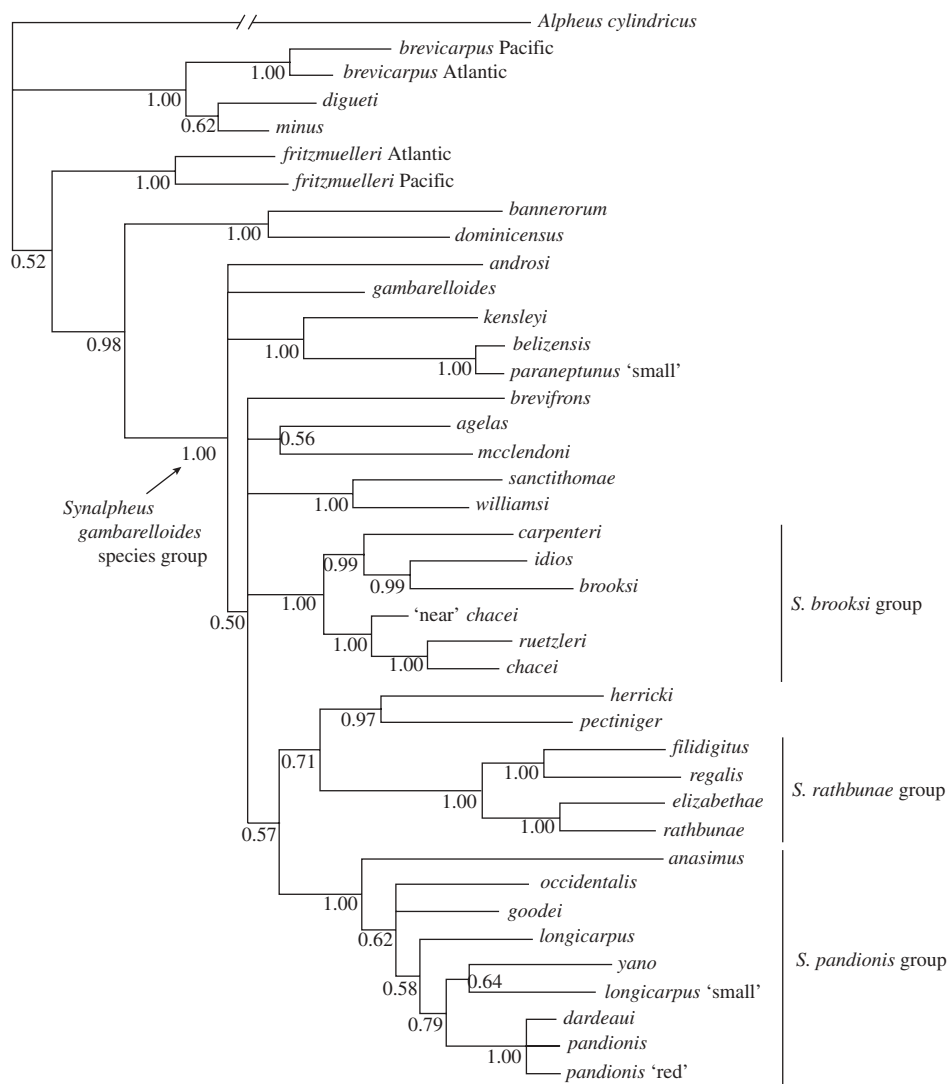 Alpheus cylindricus
brevicarpus Pacific
1.00
brevicarpus Atlantic
1.00
digueti
0.62
minus
fritzmuelleri Atlantic
1.00
fritzmuelleri Pacific
bannerorum
1.00
dominicensus
0.52
androsi
gambarelloides
kensleyi
0.98
belizensis
1.00
1.00
paraneptunus ‘small’
brevifrons
agelas
0.56
1.00
mcclendoni
sanctithomae
1.00
williamsi
Synalpheus
gambarelloides
species group
carpenteri
0.99
idios
0.99
brooksi
S. brooksi group
1.00
0.50
‘near’ chacei
ruetzleri
1.00
1.00
chacei
herricki
0.97
pectiniger
0.71
filidigitus
1.00
regalis
S. rathbunae group
1.00
elizabethae
1.00
rathbunae
0.57
anasimus
occidentalis
1.00
goodei
0.62
longicarpus
S. pandionis group
yano
0.64
0.58
longicarpus ‘small’
dardeaui
0.79
pandionis
1.00
pandionis ‘red’